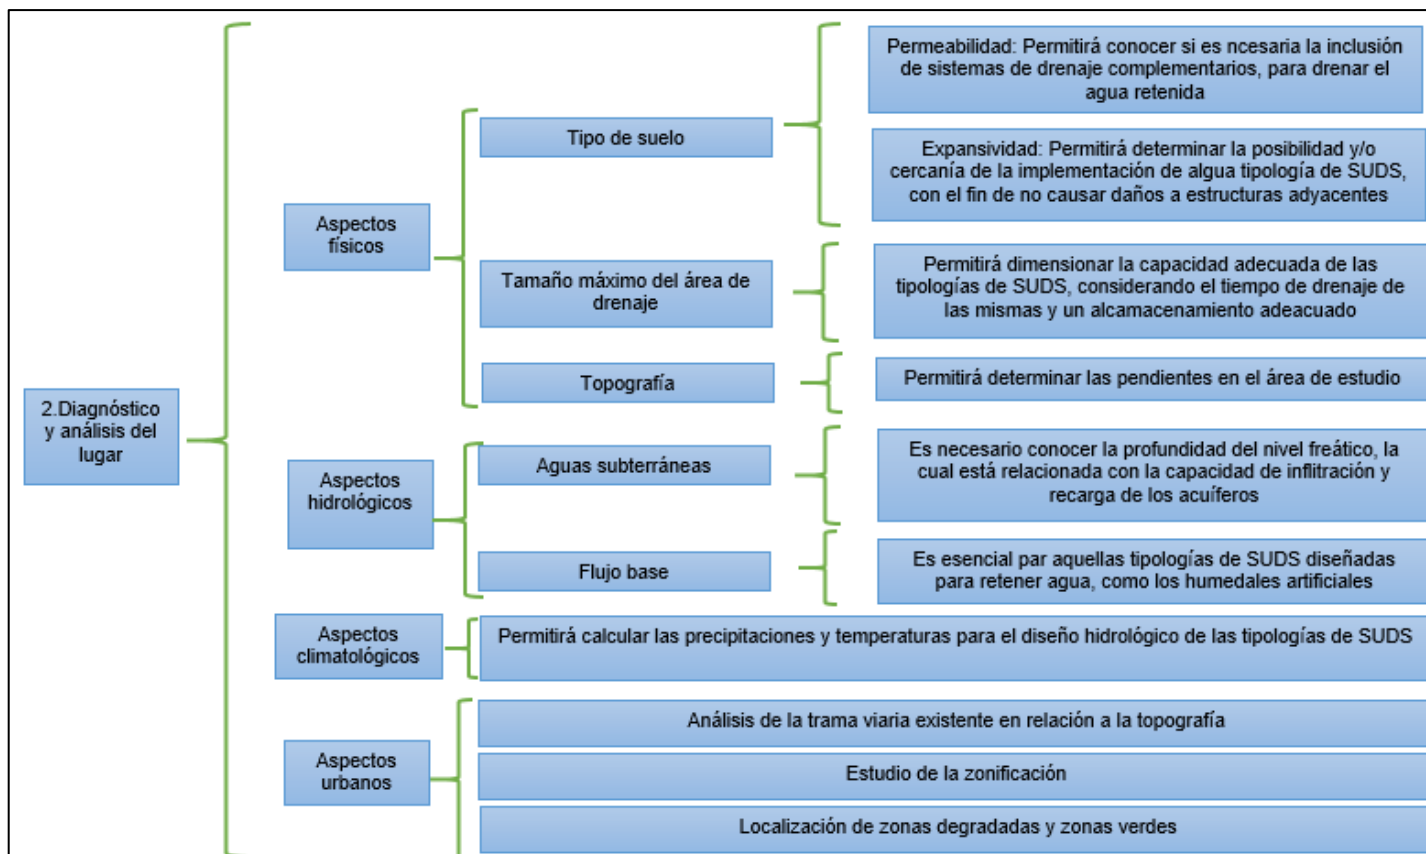 2.Diagnóstico
y análisis del
lugar
Aspectos
físicos
Tipo de suelo
Permeabilidad: Permitirá conocer si es ncesaria la inclusión
de sistemas de drenaje complementarios, para drenar el
agua retenida
Expansividad: Permitirá determinar la posibilidad y/o
cercanía de la implementación de algua tipología de SUDS,
con el fin de no causar daños a estructuras adyacentes
Tamaño máximo del área de
drenaje
Permitirá dimensionar la capacidad adecuada de las
tipologías de SUDS, considerando el tiempo de drenaje de
las mismas y un alcamacenamiento adeacuado
Topografía
Permitirá determinar las pendientes en el área de estudio
Aspectos
hidrológicos
Aguas subterráneas
Es necesario conocer la profundidad del nivel freático, la
cual está relacionada con la capacidad de inflitración y
recarga de los acuíferos
Flujo base
Es esencial par aquellas tipologías de SUDS diseñadas
para retener agua, como los humedales artificiales
Aspectos
climatológicos
Permitirá calcular las precipitaciones y temperaturas para el diseño hidrológico de las tipologías de SUDS
Aspectos
urbanos
Análisis de la trama viaria existente en relación a la topografía
Estudio de la zonificación
Localización de zonas degradadas y zonas verdes